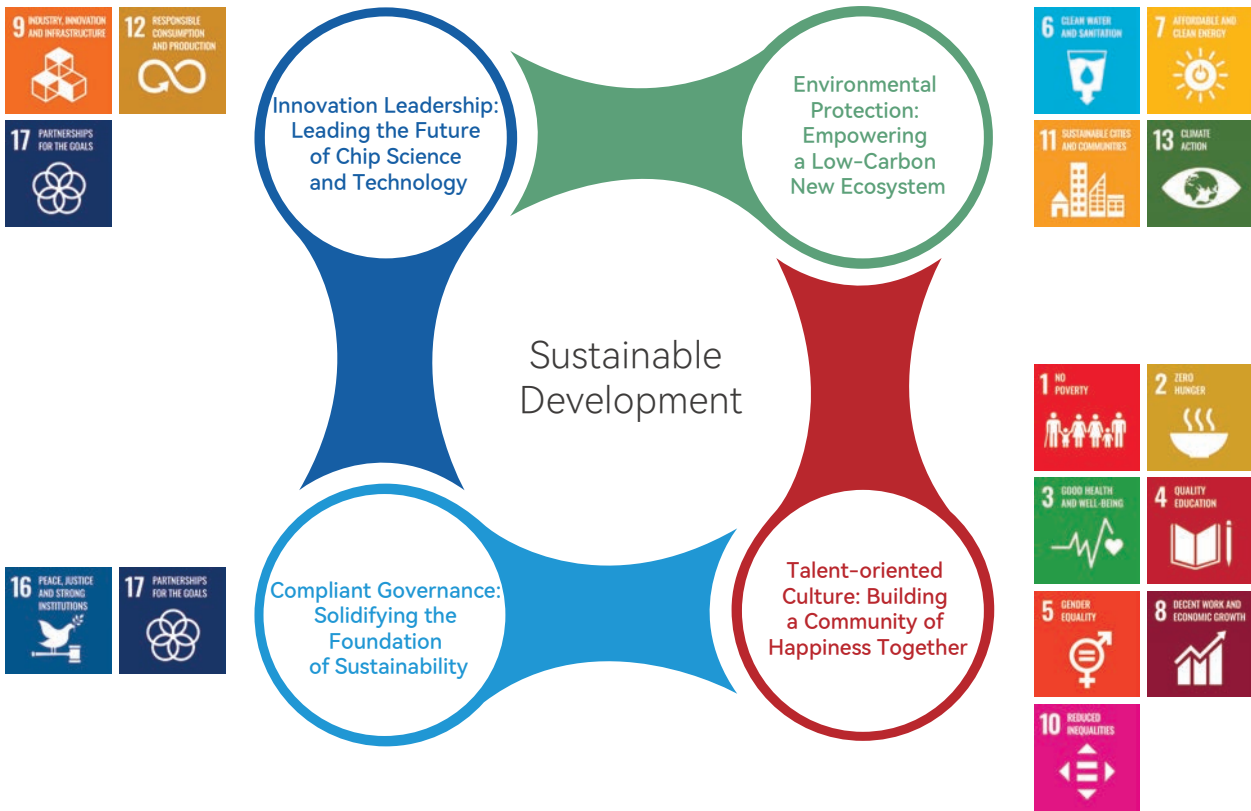 9 INDUSTRY, INNOVATION
AND INFRASTRUCTURE
12 RESPONSIBLE
CONSUMPTION
AND PRODUCTION
17 PARTNERSHIPS
FOR THE GOALS
Innovation Leadership:
Leading the Future
of Chip Science
and Technology
Environmental
Protection:
Empowering
a Low-Carbon
New Ecosystem
6 CLEAN WATER
AND SANITATION
7 AFFORDABLE AND
CLEAN ENERGY
11 SUSTAINABLE CITIES
AND COMMUNITIES
13 CLIMATE
ACTION
Sustainable
Development
16 PEACE, JUSTICE
AND STRONG
INSTITUTIONS
17 PARTNERSHIPS
FOR THE GOALS
Compliant Governance:
Solidifying the
Foundation
of Sustainability
Talent-oriented
Culture: Building
a Community of
Happiness Together
1 NO
POVERTY
2 ZERO
HUNGER
3 GOOD HEALTH
AND WELL-BEING
4 QUALITY
EDUCATION
5 GENDER
EQUALITY
8 DECENT WORK AND
ECONOMIC GROWTH
10 REDUCED
INEQUALITIES